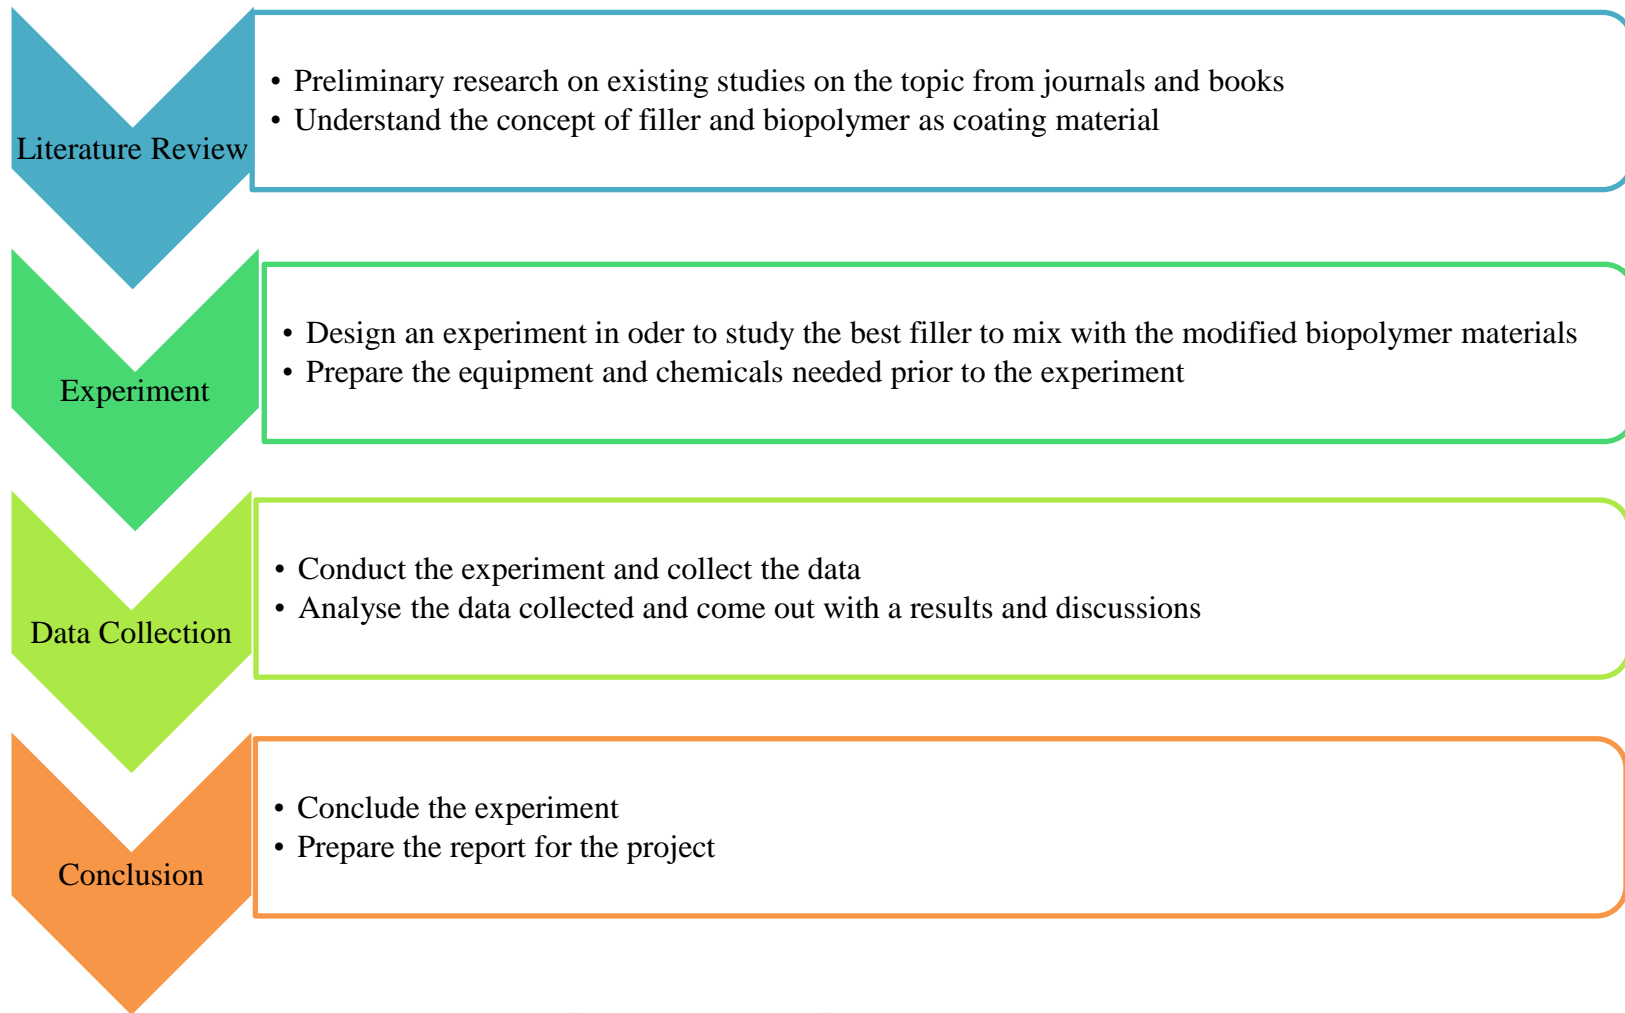 Literature Review
• Preliminary research on existing studies on the topic from journals and books
• Understand the concept of filler and biopolymer as coating material
Experiment
• Design an experiment in oder to study the best filler to mix with the modified biopolymer materials
• Prepare the equipment and chemicals needed prior to the experiment
Data Collection
• Conduct the experiment and collect the data
• Analyse the data collected and come out with a results and discussions
Conclusion
• Conclude the experiment
• Prepare the report for the project